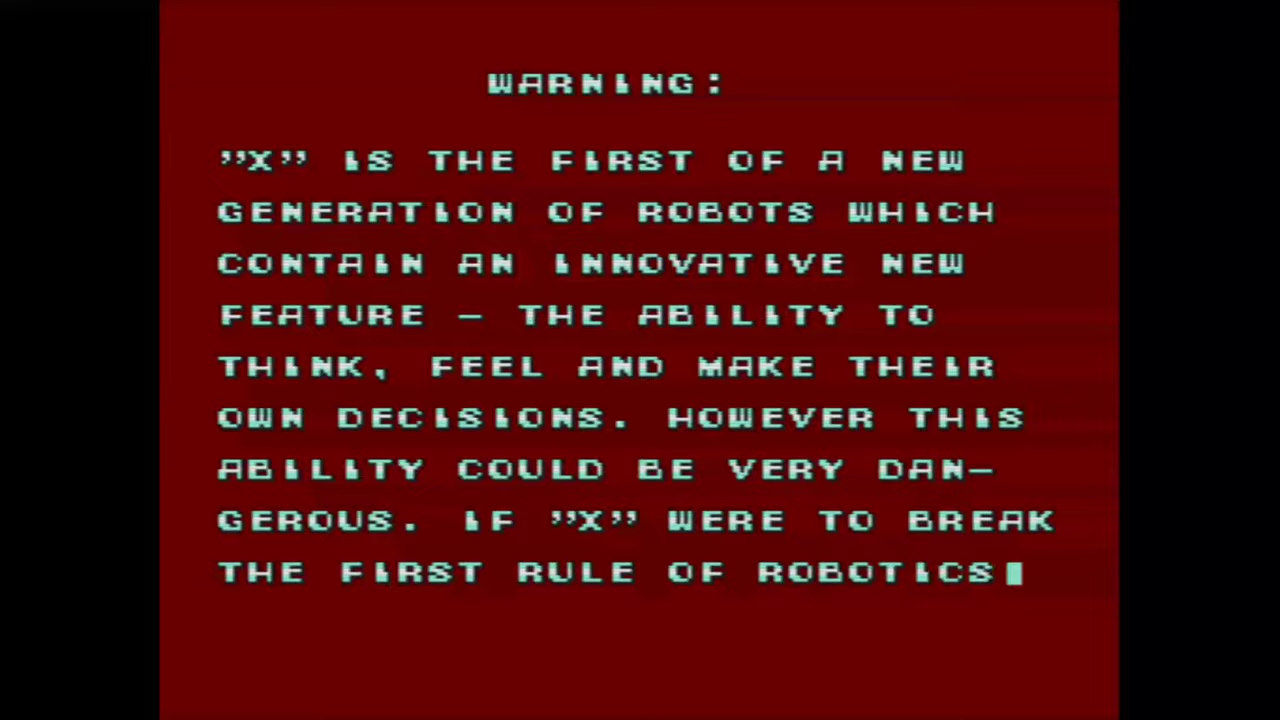 WARNING:
"X" IS THE FIRST OF A NEW
GENERATION OF ROBOTS WHICH
CONTAIN AN INNOVATIVE NEW
FEATURE – THE ABILITY TO
THINK, FEEL AND MAKE THEIR
OWN DECISIONS. HOWEVER THIS
ABILITY COULD BE VERY DAN–
GEROUS. IF "X" WERE TO BREAK
THE FIRST RULE OF ROBOTICS